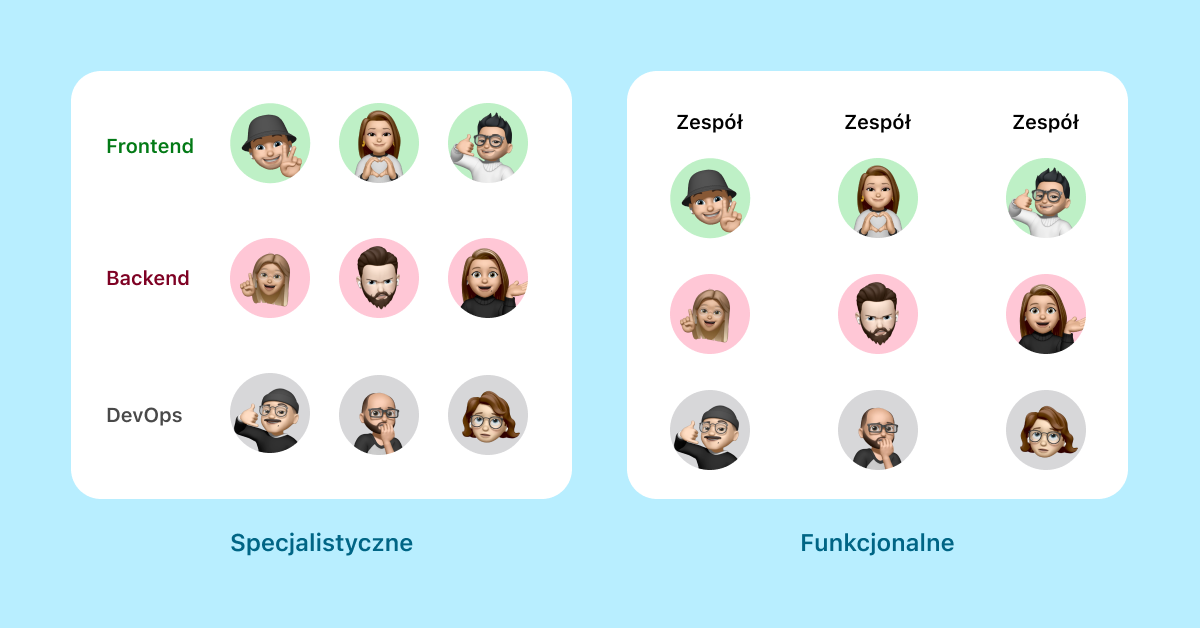 Frontend
Backend
DevOps
Specjalistyczne
Zespół Zespół Zespół
Funkcjonalne